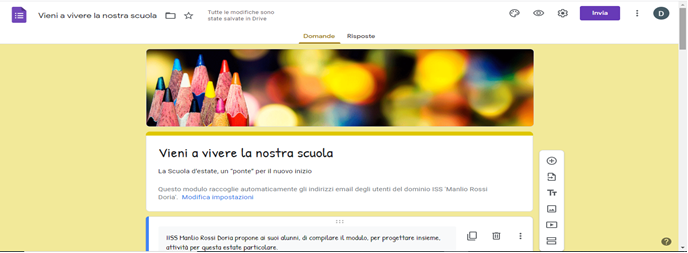 Vieni a vivere la nostra scuola
Tutte le modifiche sono
state salvate in Drive
Invia
D
Domande Risposte
Vieni a vivere la nostra scuola
La Scuola d'estate, un "ponte" per il nuovo inizio
Questo modulo raccoglie automaticamente gli indirizzi email degli utenti del dominio ISS 'Manlio Rossi
Doria'. Modifica impostazioni
Tт
IISS Manlio Rossi Doria propone ai suoi alunni, di compilare il modulo, per progettare insieme,
attività per questa estate particolare.